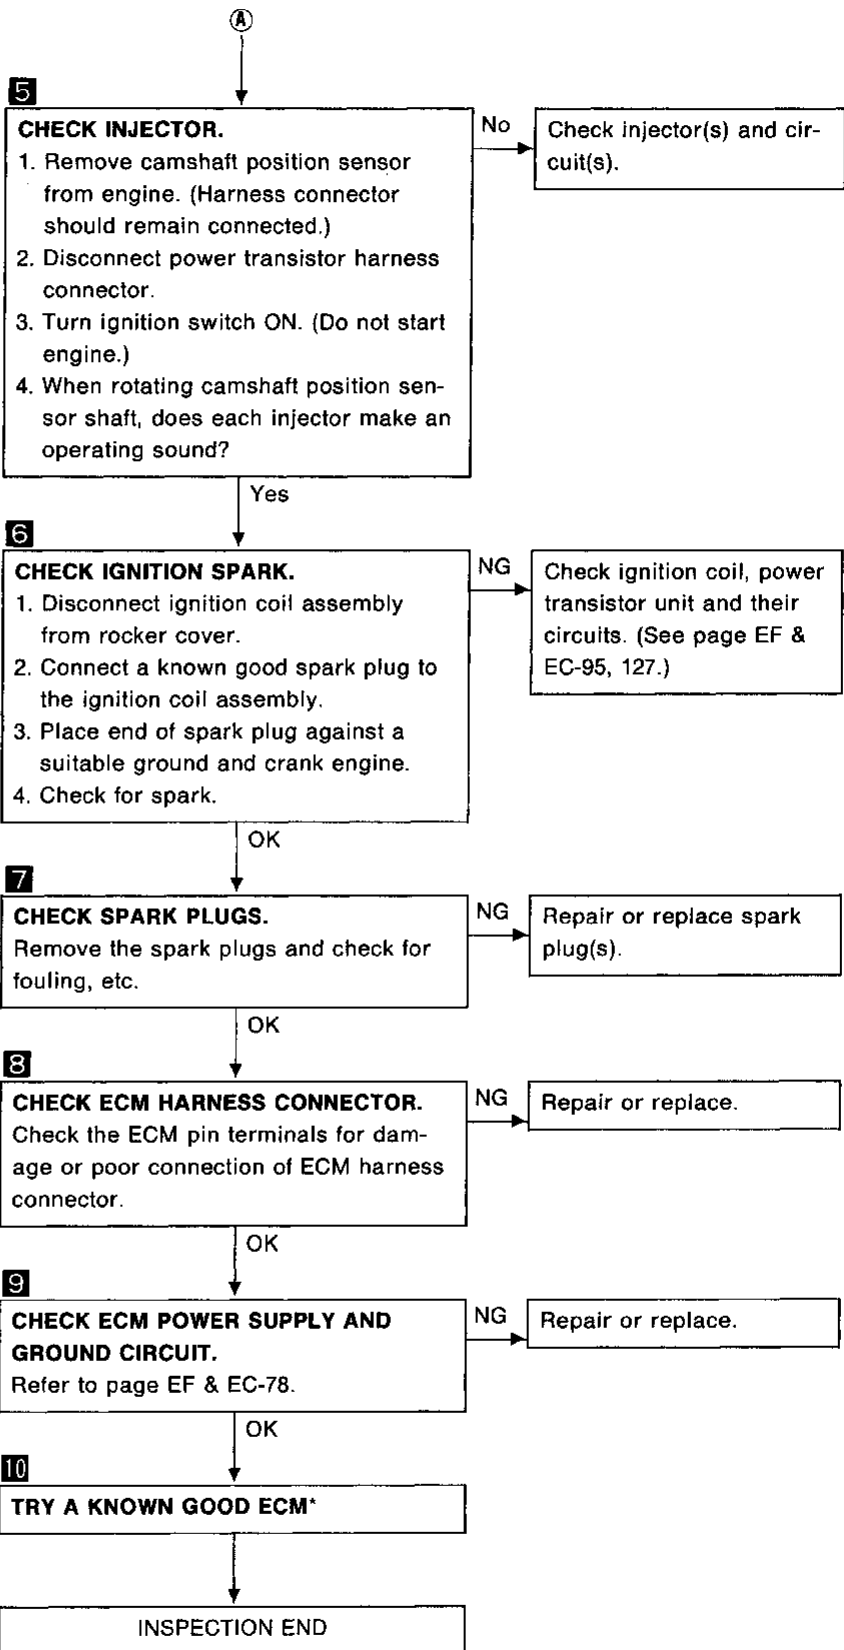 A
5
CHECK INJECTOR.
1. Remove camshaft position sensor
from engine. (Harness connector
should remain connected.)
2. Disconnect power transistor harness
connector.
3. Turn ignition switch ON. (Do not start
engine.)
4. When rotating camshaft position sen-
sor shaft, does each injector make an
operating sound?
No
Check injector(s) and cir-
cuit(s).
Yes
6
CHECK IGNITION SPARK.
1. Disconnect ignition coil assembly
from rocker cover.
2. Connect a known good spark plug to
the ignition coil assembly.
3. Place end of spark plug against a
suitable ground and crank engine.
4. Check for spark.
NG
Check ignition coil, power
transistor unit and their
circuits. (See page EF &
EC-95, 127.)
OK
7
CHECK SPARK PLUGS.
Remove the spark plugs and check for
fouling, etc.
NG
Repair or replace spark
plug(s).
OK
8
CHECK ECM HARNESS CONNECTOR.
Check the ECM pin terminals for dam-
age or poor connection of ECM harness
connector.
NG
Repair or replace.
OK
9
CHECK ECM POWER SUPPLY AND
GROUND CIRCUIT.
Refer to page EF & EC-78.
NG
Repair or replace.
OK
10
TRY A KNOWN GOOD ECM*
INSPECTION END